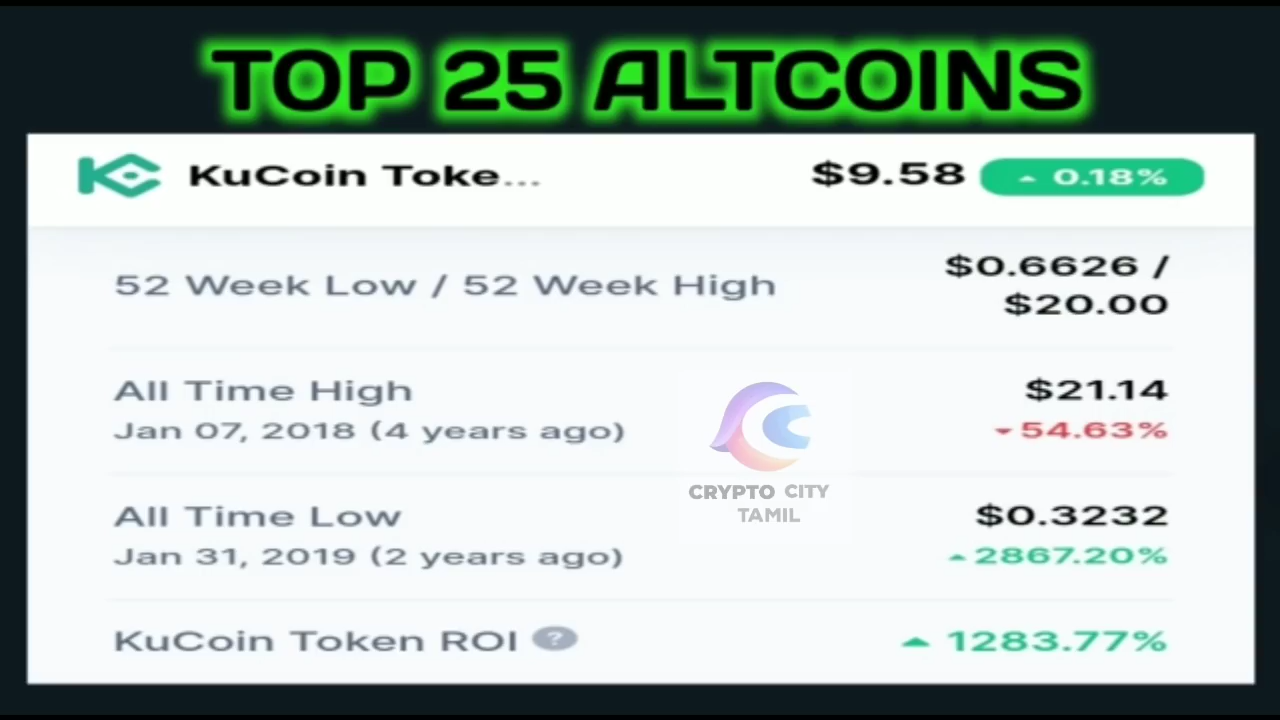 TOP 25 ALTCOINS
KuCoin Toke... $9.58 0.18%
52 Week Low / 52 Week High $0.6626 /
$20.00
All Time High $21.14
Jan 07, 2018 (4 years ago) 54.63%
CRYPTO CITY
TAMIL
All Time Low $0.3232
Jan 31, 2019 (2 years ago) 2867.20%
KuCoin Token ROI ? 1283.77%